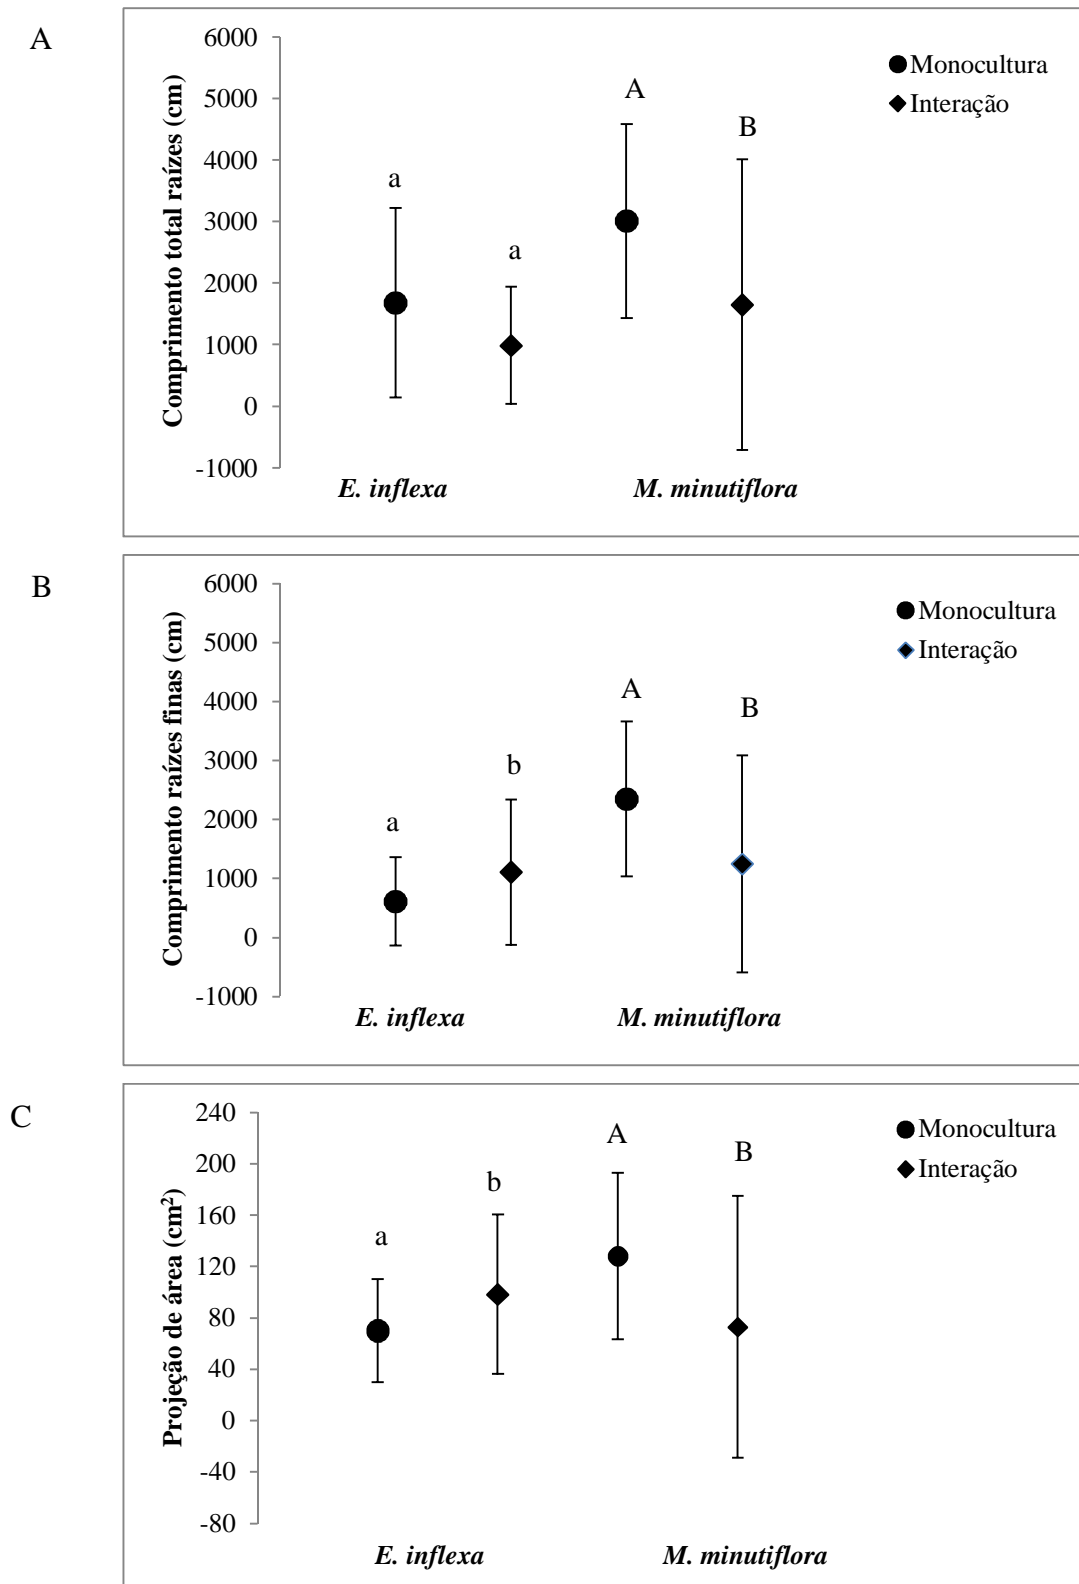 A
Comprimento total raízes (cm)
6000
5000
4000
3000
2000
1000
0
-1000
a
a
A
B
Monocultura
Interação
E. inflexa
M. minutiflora
B
Comprimento raízes finas (cm)
6000
5000
4000
3000
2000
1000
0
-1000
a
b
A
B
Monocultura
Interação
E. inflexa
M. minutiflora
C
Projeção de área (cm²)
240
200
160
120
80
40
0
-40
-80
a
b
A
B
Monocultura
Interação
E. inflexa
M. minutiflora